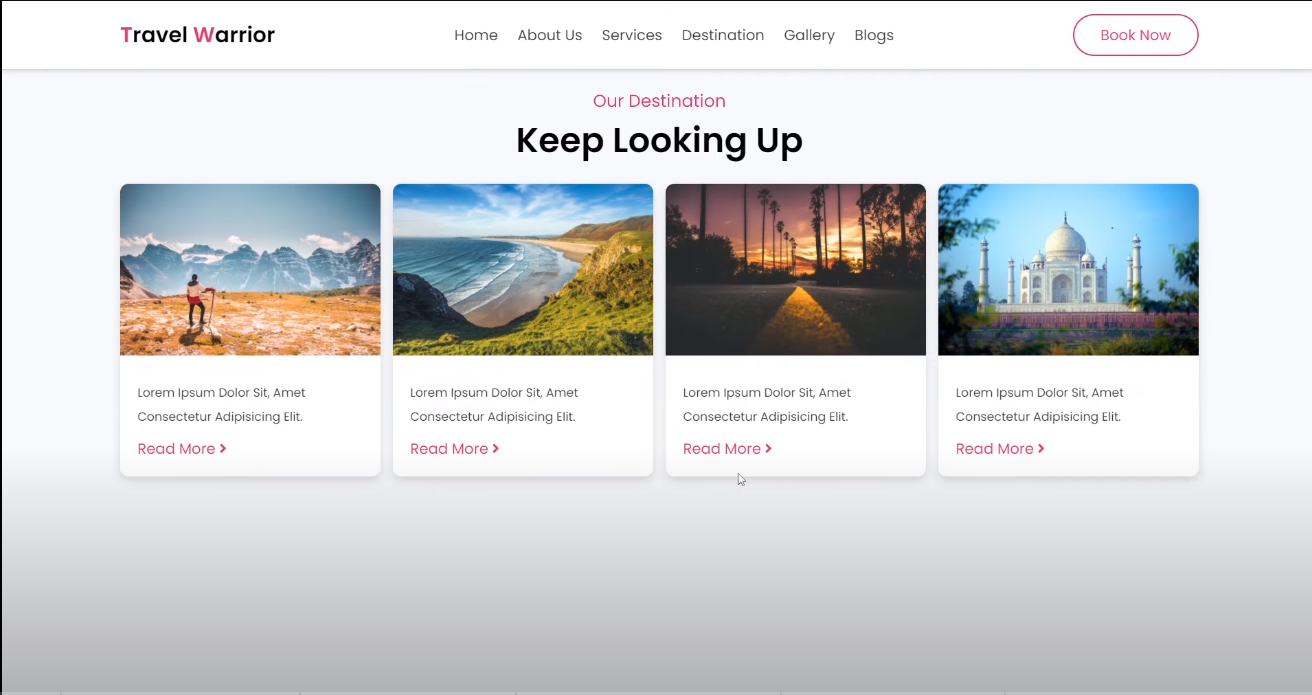 Travel Warrior
Home About Us Services Destination Gallery Blogs
Book Now
Our Destination
Keep Looking Up
Lorem Ipsum Dolor Sit, Amet
Consectetur Adipisicing Elit.
Read More
Lorem Ipsum Dolor Sit, Amet
Consectetur Adipisicing Elit.
Read More
Lorem Ipsum Dolor Sit, Amet
Consectetur Adipisicing Elit.
Read More
Lorem Ipsum Dolor Sit, Amet
Consectetur Adipisicing Elit.
Read More